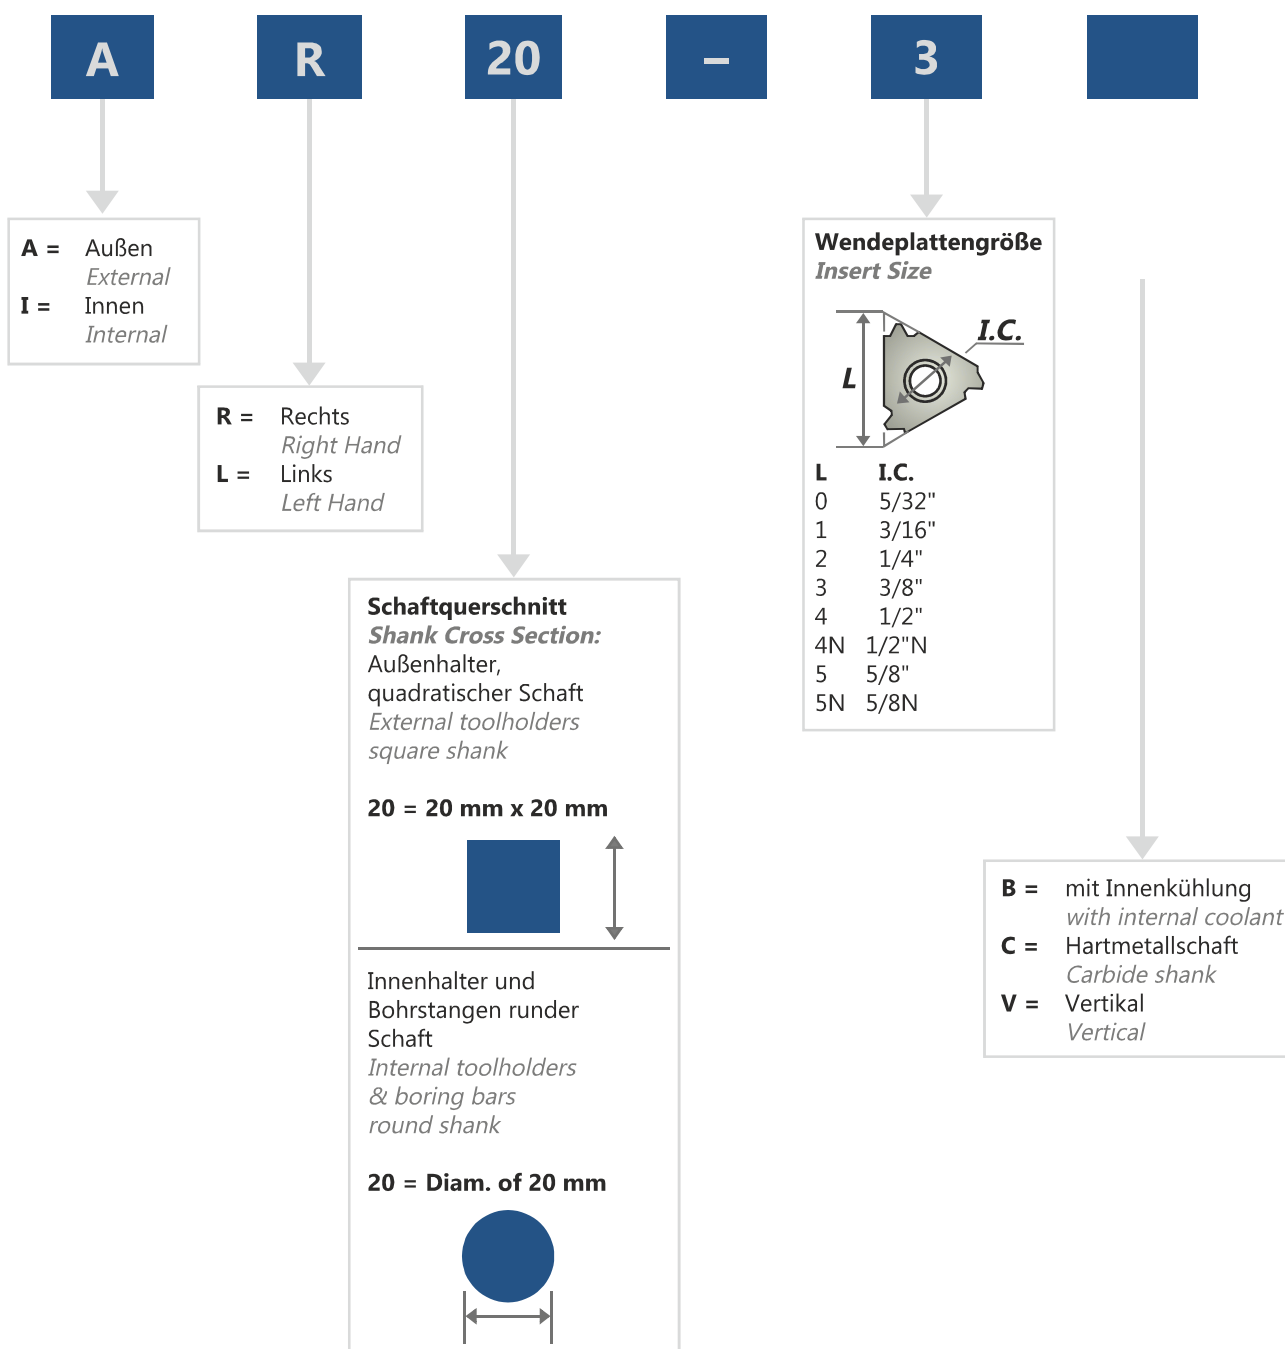 A R 20 – 3
A = Außen
External
I = Innen
Internal
R = Rechts
Right Hand
L = Links
Left Hand
Schaftquerschnitt
Shank Cross Section:
Außenhalter,
quadratischer Schaft
External toolholders
square shank
20 = 20 mm x 20 mm
Innenhalter und
Bohrstangen runder
Schaft
Internal toolholders
& boring bars
round shank
20 = Diam. of 20 mm
Wendeplattengröße
Insert Size
I.C.
L
L I.C.
0 5/32"
1 3/16"
2 1/4"
3 3/8"
4 1/2"
4N 1/2"N
5 5/8"
5N 5/8N
B = mit Innenkühlung
with internal coolant
C = Hartmetallschaft
Carbide shank
V = Vertikal
Vertical